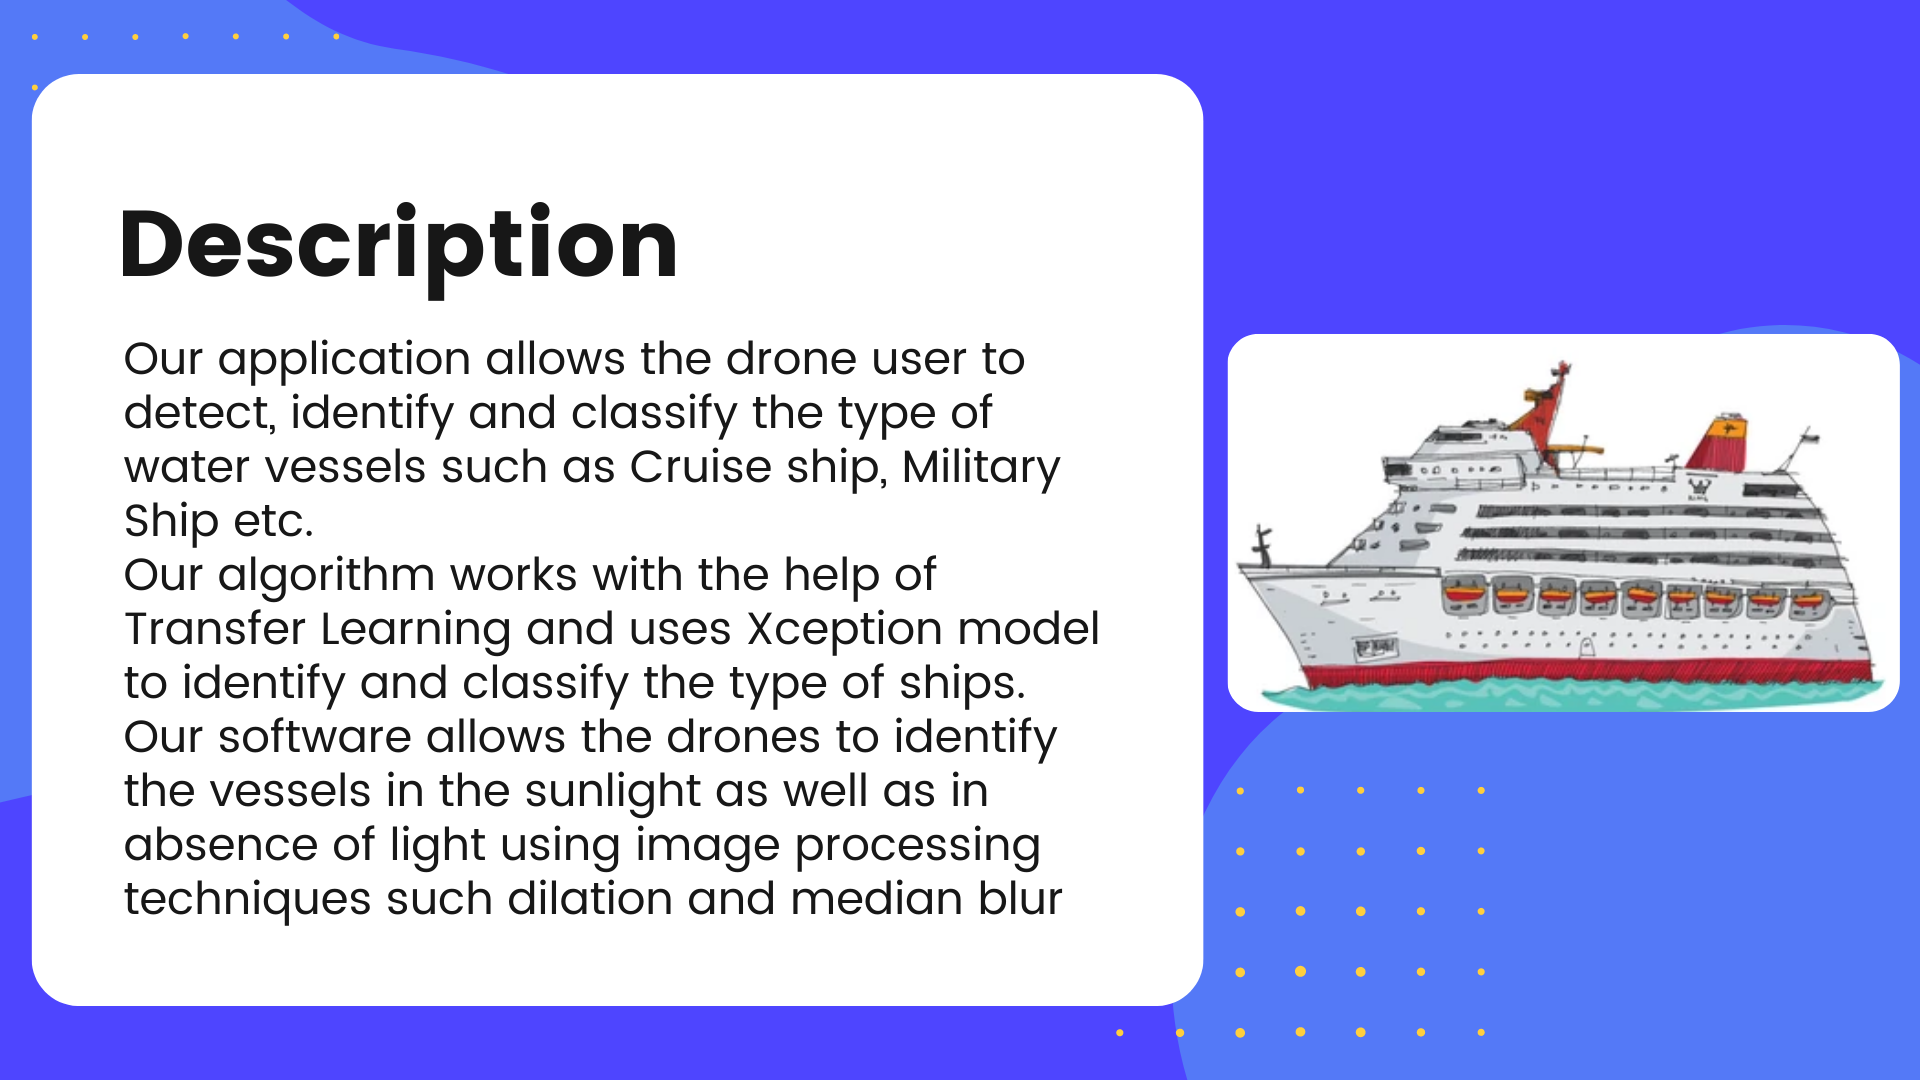 Description
Our application allows the drone user to
detect, identify and classify the type of
water vessels such as Cruise ship, Military
Ship etc.
Our algorithm works with the help of
Transfer Learning and uses Xception model
to identify and classify the type of ships.
Our software allows the drones to identify
the vessels in the sunlight as well as in
absence of light using image processing
techniques such dilation and median blur